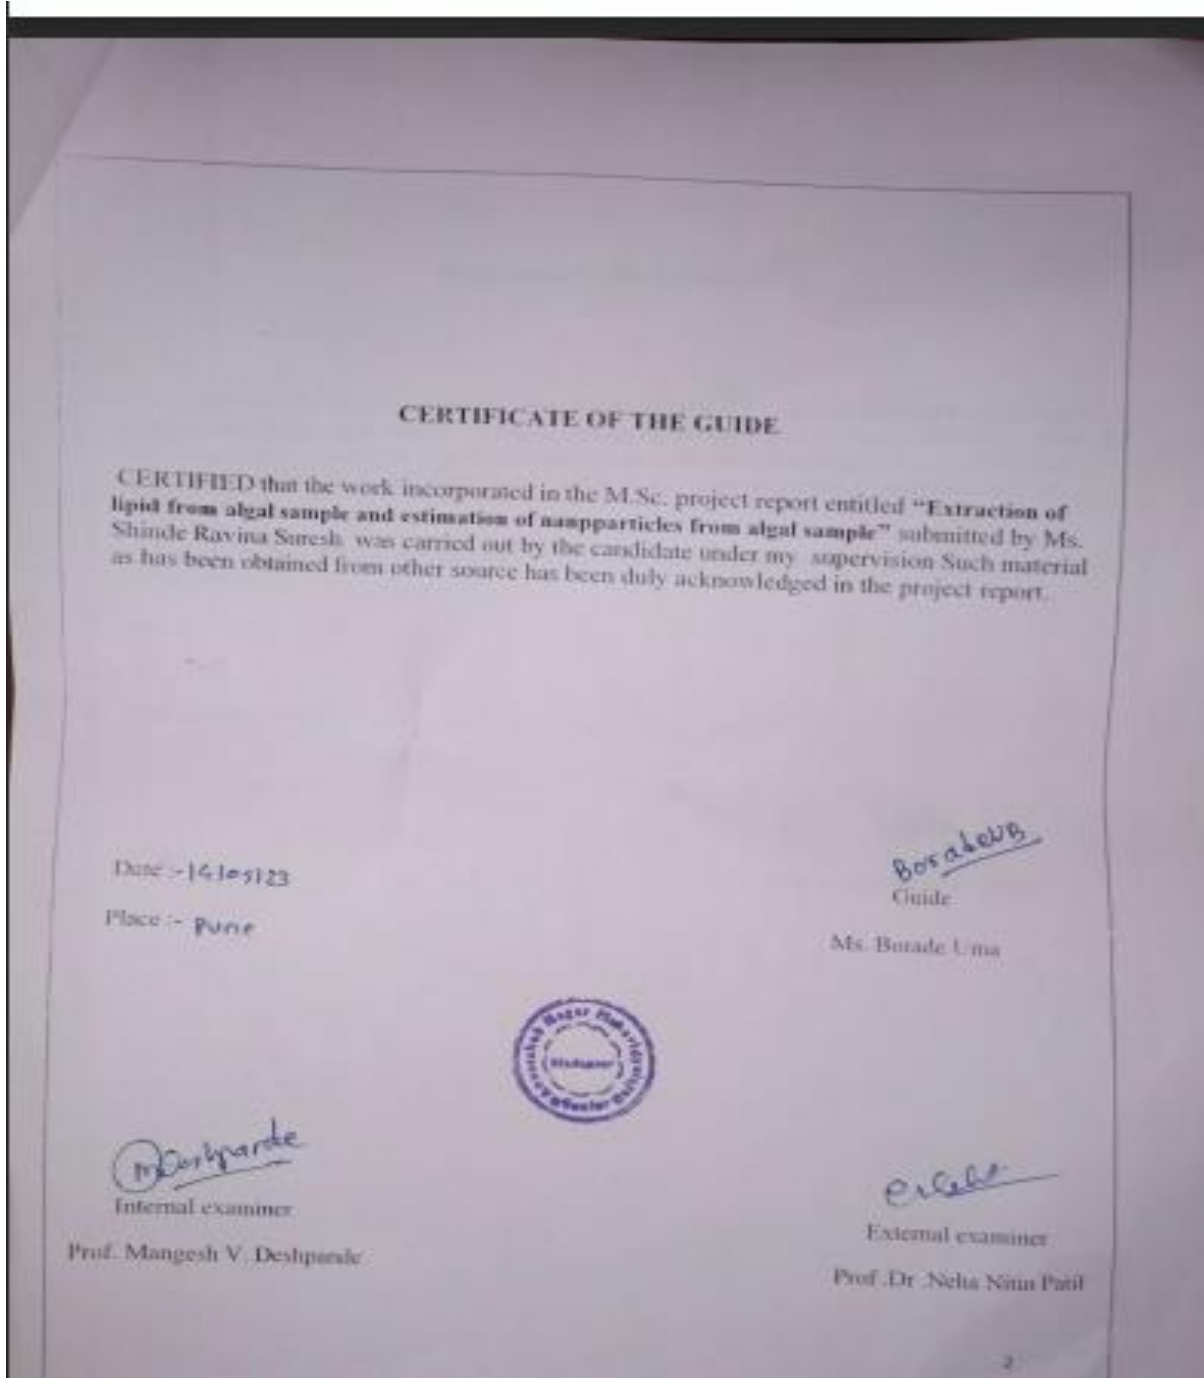 CERTIFICATE OF THE GUIDE
CERTIFIED that the work incorporated in the M.Sc. project report entitled “Extraction of
lipid from algal sample and estimation of nanpparticles from algal sample” submitted by Ms.
Shinde Ravina Suresh was carried out by the candidate under my supervision Such material
as has been obtained from other source has been duly acknowledged in the project report.
BoradeUB
Date :-
Guide
Place :- Pune
Ms. Borade Uma
Nagar
MDeshpande
Internal examiner
External examiner
Prof. Mangesh V. Deshpande
Prof .Dr .Neha Nitin Patil
2